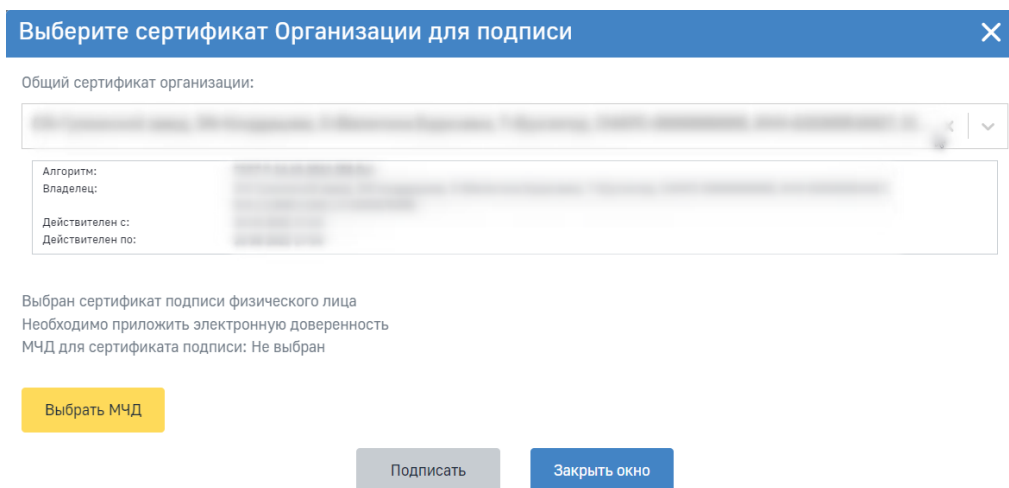 Выберите сертификат Организации для подписи
Общий сертификат организации:
Алгоритм:
Владелец:
Действителен с:
Действителен по:
Выбран сертификат подписи физического лица
Необходимо приложить электронную доверенность
МЧД для сертификата подписи: Не выбран
Выбрать МЧД
Подписать Закрыть окно